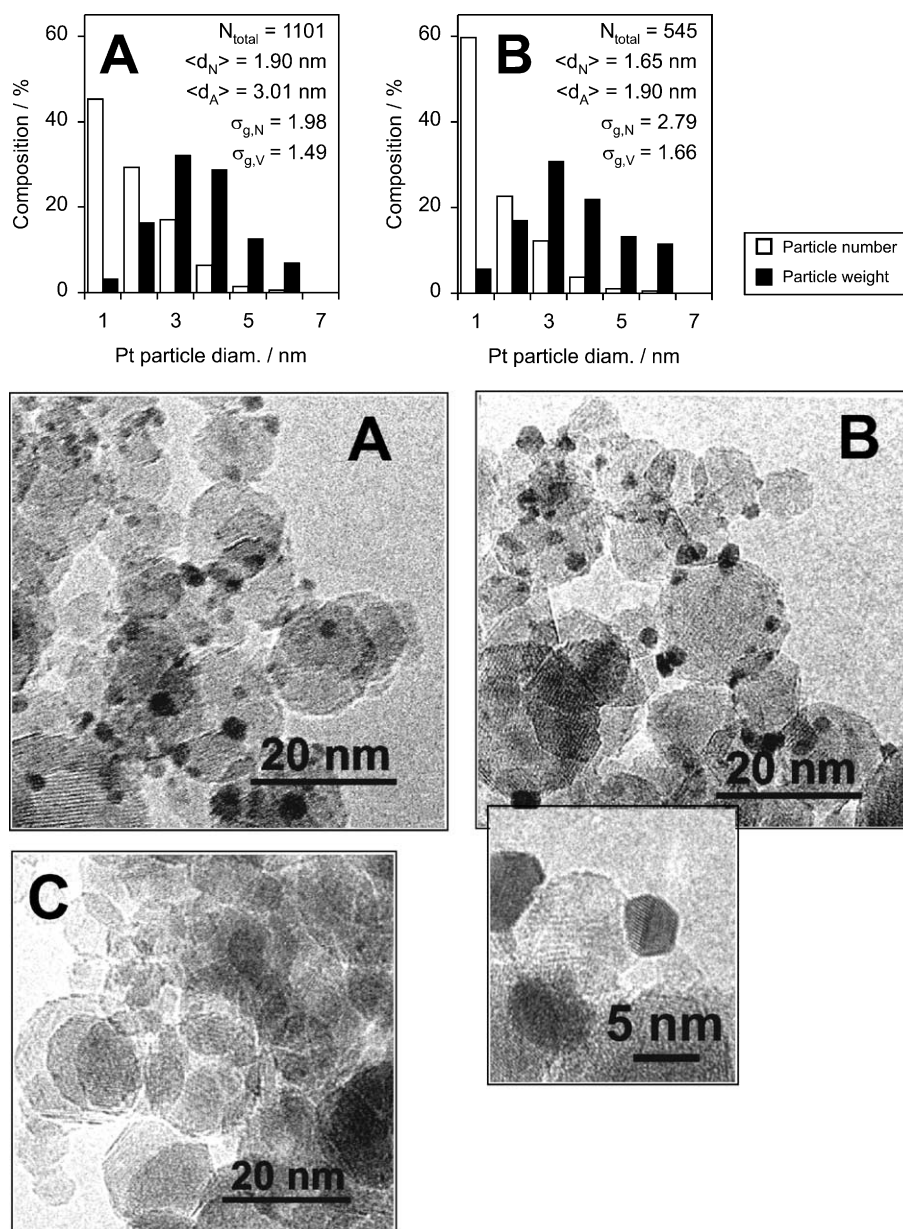 A
N_total = 1101
<d_N> = 1.90 nm
<d_A> = 3.01 nm
σ_g,N = 1.98
σ_g,V = 1.49
Composition / %
60
40
20
0
1 3 5 7
Pt particle diam. / nm
B
N_total = 545
<d_N> = 1.65 nm
<d_A> = 1.90 nm
σ_g,N = 2.79
σ_g,V = 1.66
Composition / %
60
40
20
0
1 3 5 7
Pt particle diam. / nm
Particle number
Particle weight
A
20 nm
B
20 nm
5 nm
C
20 nm